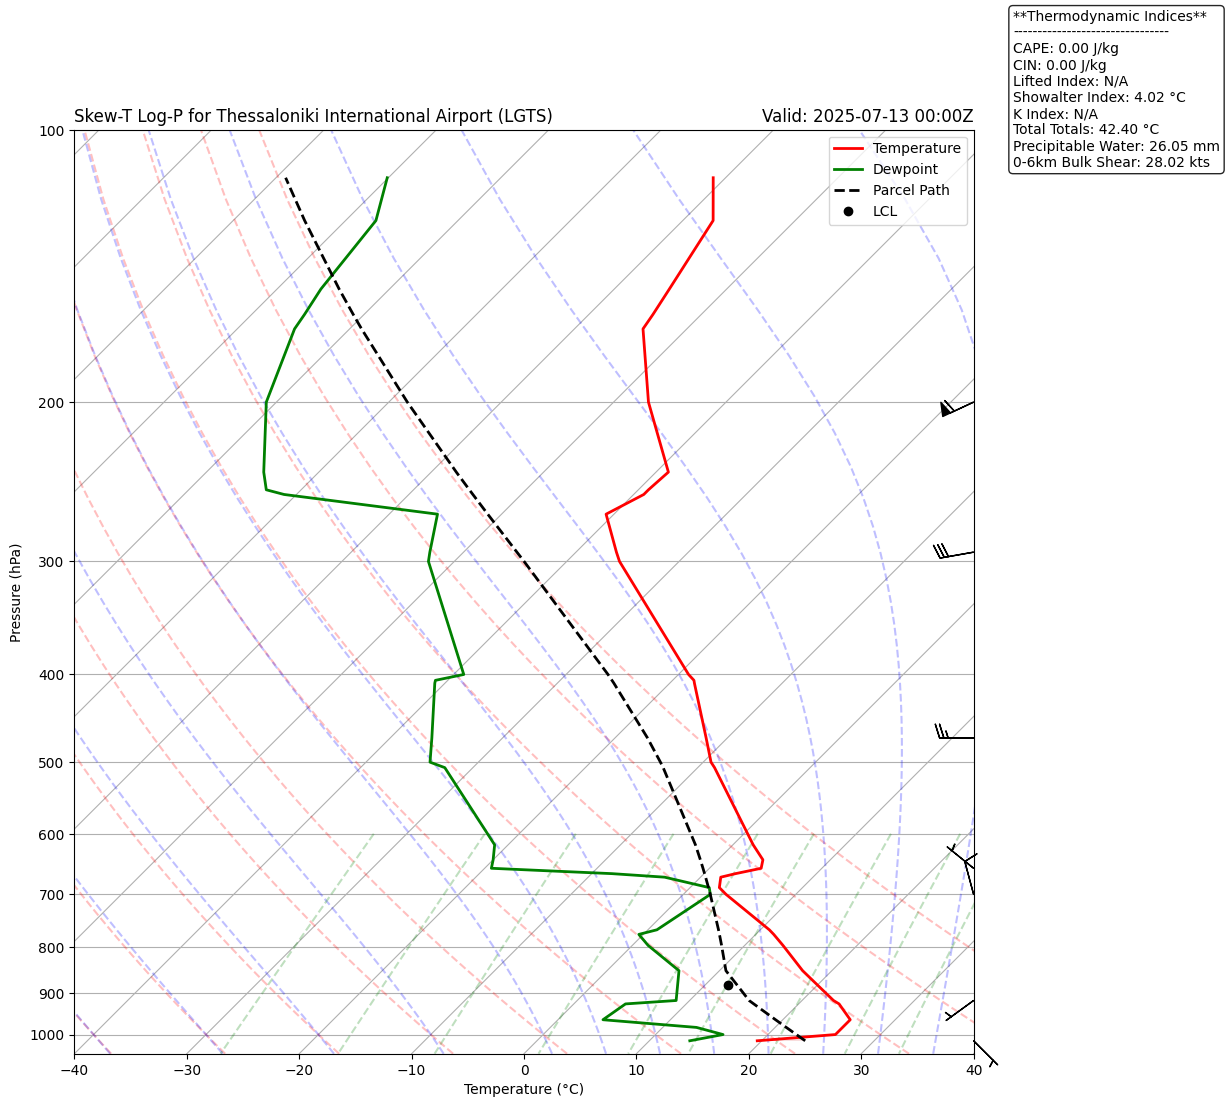 **Thermodynamic Indices**
--------------------------------
CAPE: 0.00 J/kg
CIN: 0.00 J/kg
Lifted Index: N/A
Showalter Index: 4.02 °C
K Index: N/A
Total Totals: 42.40 °C
Precipitable Water: 26.05 mm
0-6km Bulk Shear: 28.02 kts
Skew-T Log-P for Thessaloniki International Airport (LGTS)
Valid: 2025-07-13 00:00Z
Temperature
Dewpoint
Parcel Path
LCL
Pressure (hPa)
100
200
300
400
500
600
700
800
900
1000
−40
−30
−20
−10
0
10
20
30
40
Temperature (°C)